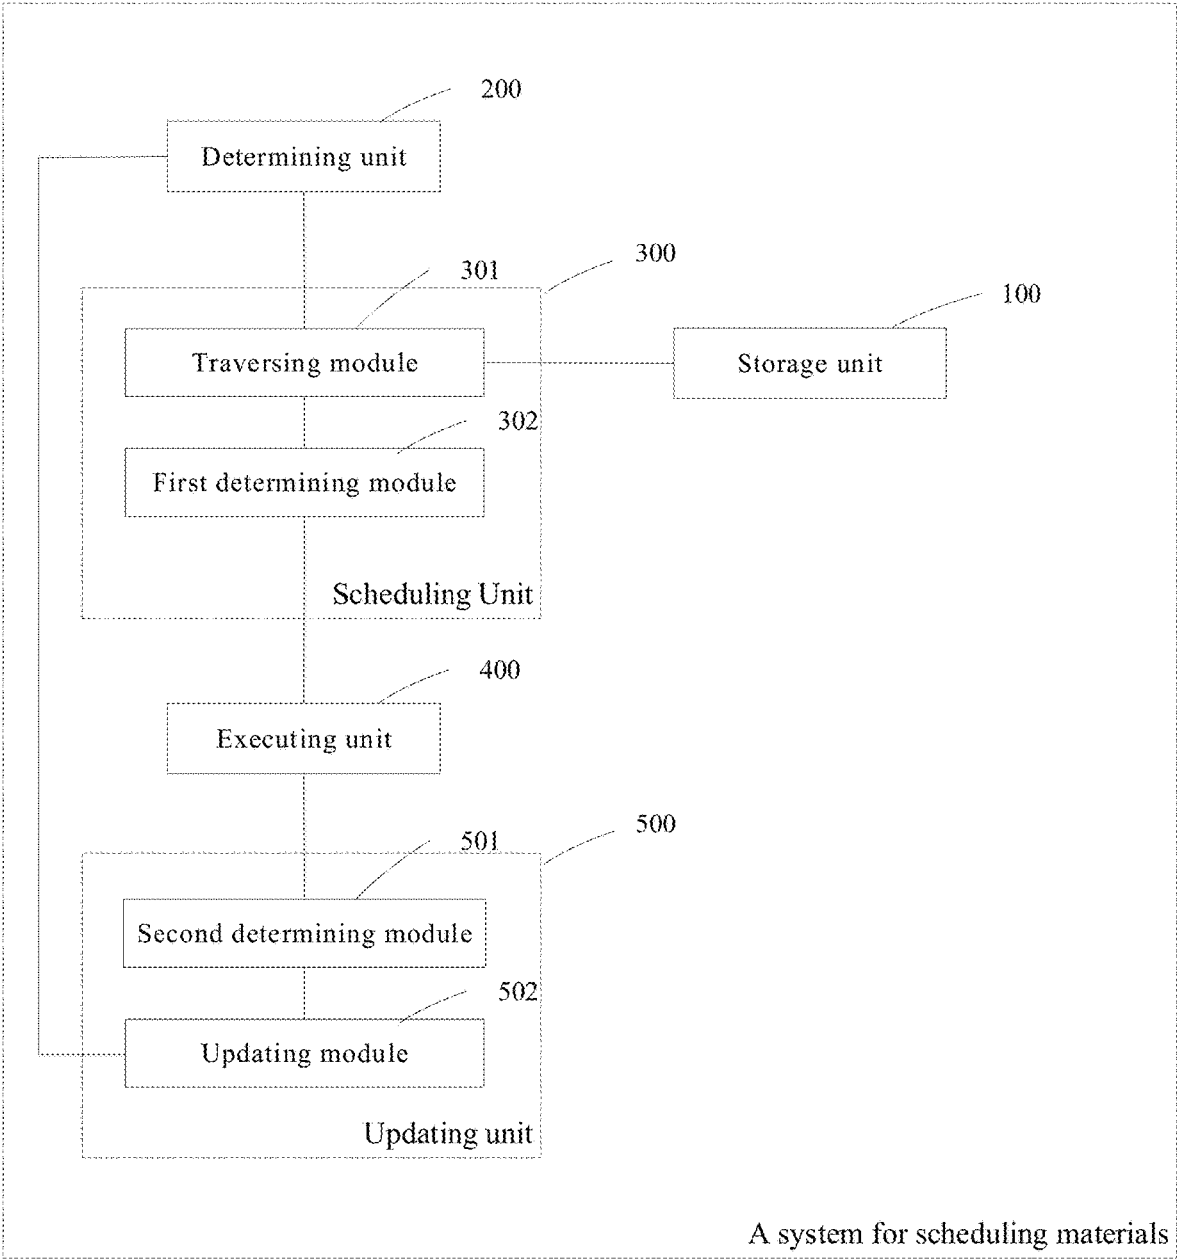 200
Determining unit
300
301
100
Traversing module
Storage unit
302
First determining module
Scheduling Unit
400
Executing unit
500
501
Second determining module
502
Updating module
Updating unit
A system for scheduling materials